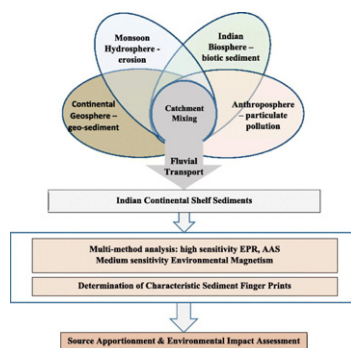 Monsoon
Hydrosphere -
erosion
Indian
Biosphere –
biotic sediment
Continental
Geosphere –
geo-sediment
Catchment
Mixing
Anthroposphere
– particulate
pollution
Fluvial
Transport
Indian Continental Shelf Sediments
Multi-method analysis: high sensitivity EPR, AAS
Medium sensitivity Environmental Magnetism
Determination of Characteristic Sediment Finger Prints
Source Apportionment & Environmental Impact Assessment